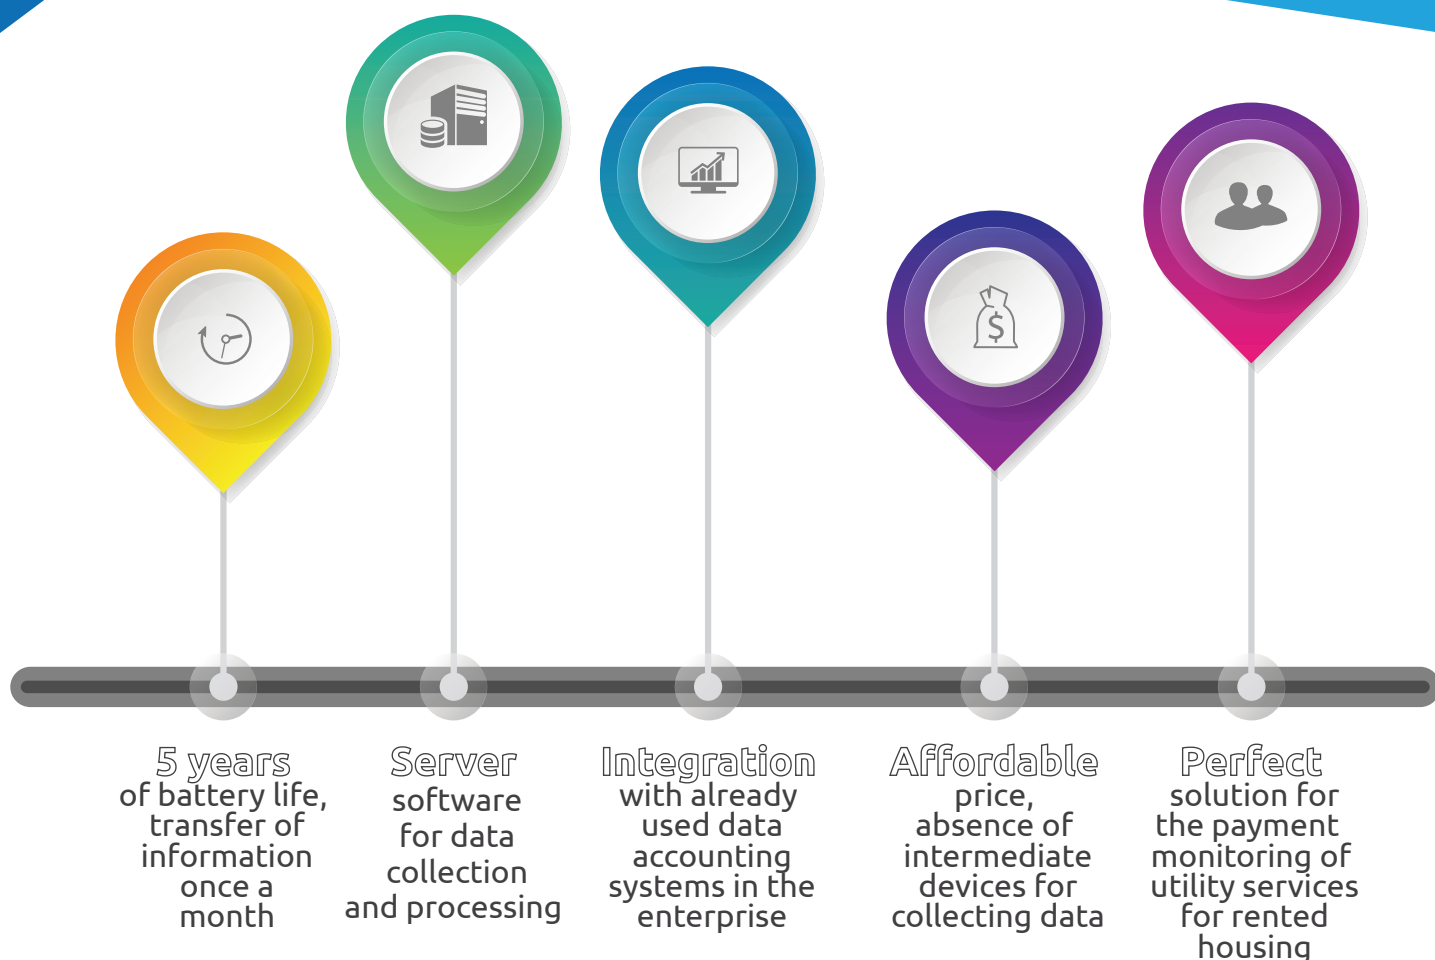 5 years
of battery life,
transfer of
information
once a
month
Server
software
for data
collection
and processing
Integration
with already
used data
accounting
systems in the
enterprise
Affordable
price,
absence of
intermediate
devices for
collecting data
Perfect
solution for
the payment
monitoring of
utility services
for rented
housing
$